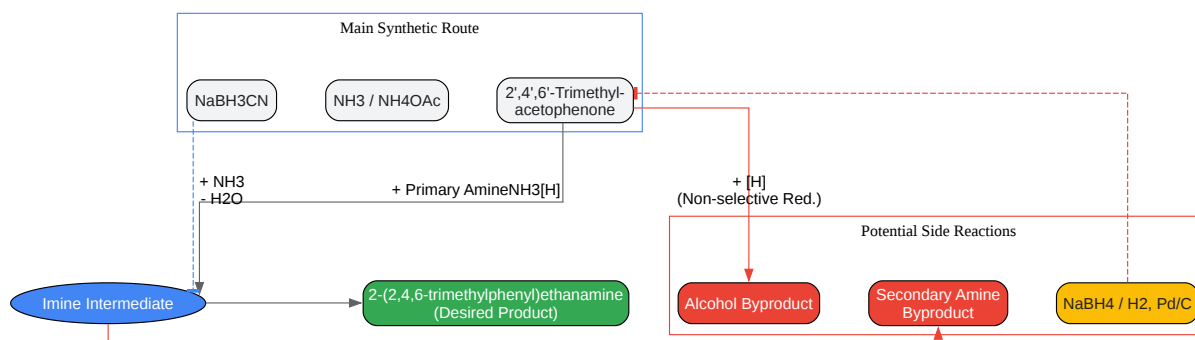 Main Synthetic Route
NaBH3CN
NH3 / NH4OAc
2',4',6'-Trimethyl-
acetophenone
+ NH3
- H2O
+ Primary AmineNH3[H]
+ [H]
(Non-selective Red.)
Potential Side Reactions
Imine Intermediate
2-(2,4,6-trimethylphenyl)ethanamine
(Desired Product)
Alcohol Byproduct
Secondary Amine
Byproduct
NaBH4 / H2, Pd/C